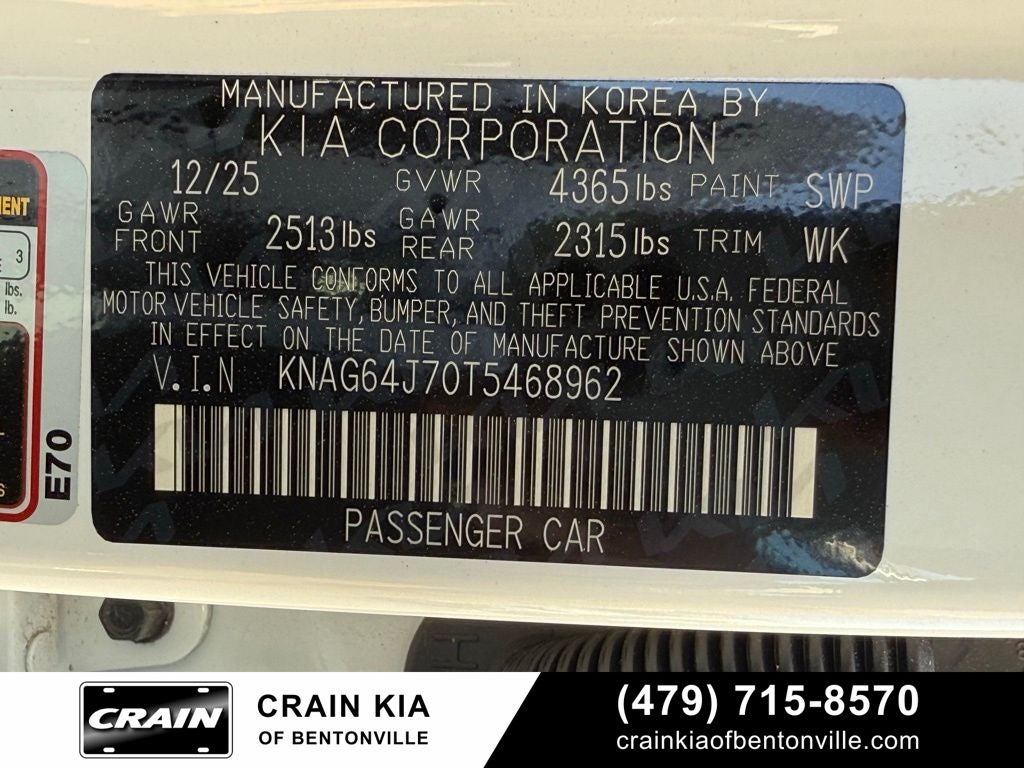 MANUFACTURED IN KOREA BY
KIA CORPORATION
12/25 GVWR 4365 lbs PAINT SWP
GAWR FRONT 2513 lbs GAWR REAR 2315 lbs TRIM WK
THIS VEHICLE CONFORMS TO ALL APPLICABLE U.S.A. FEDERAL
MOTOR VEHICLE SAFETY, BUMPER, AND THEFT PREVENTION STANDARDS
IN EFFECT ON THE DATE OF MANUFACTURE SHOWN ABOVE
V.I.N KNAG64J70T5468962
PASSENGER CAR
3
lbs.
lb.
E70
CRAIN
CRAIN KIA
OF BENTONVILLE
(479) 715-8570
crainkiaofbentonville.com